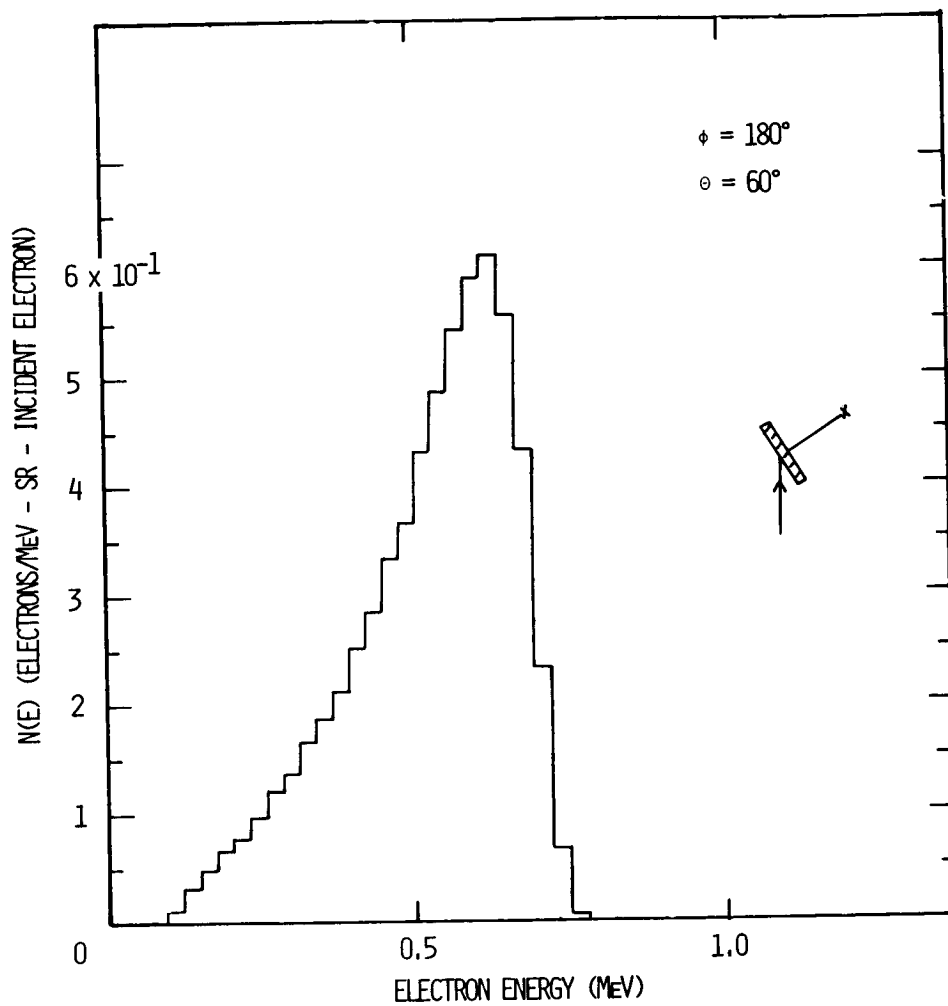 ϕ = 180°
Θ = 60°
N(E) (ELECTRONS/MeV - SR - INCIDENT ELECTRON)
6 x 10⁻¹
5
4
3
2
1
0
0.5
1.0
ELECTRON ENERGY (MeV)